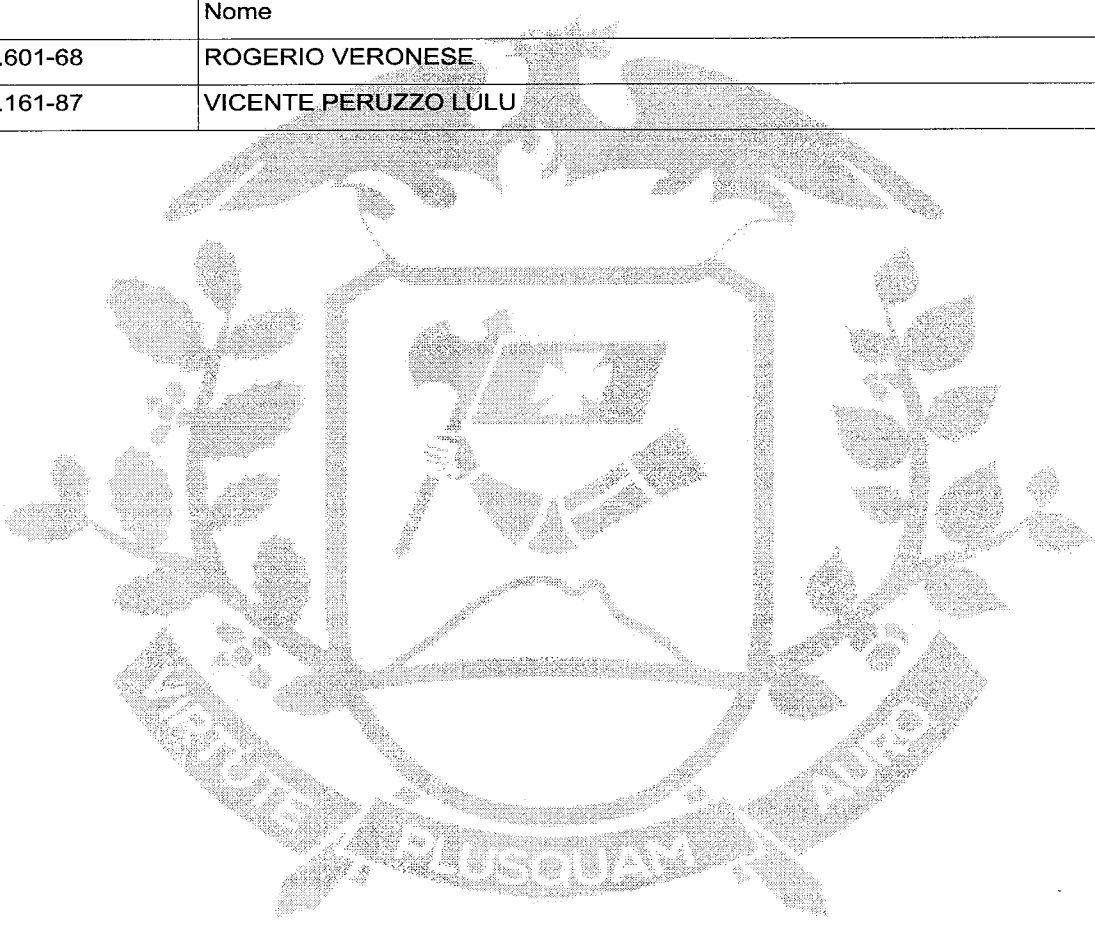 Nome
.601-68 ROGERIO VERONESE
.161-87 VICENTE PERUZZO LULU
VIRTUTE PLUSQUAM AURO